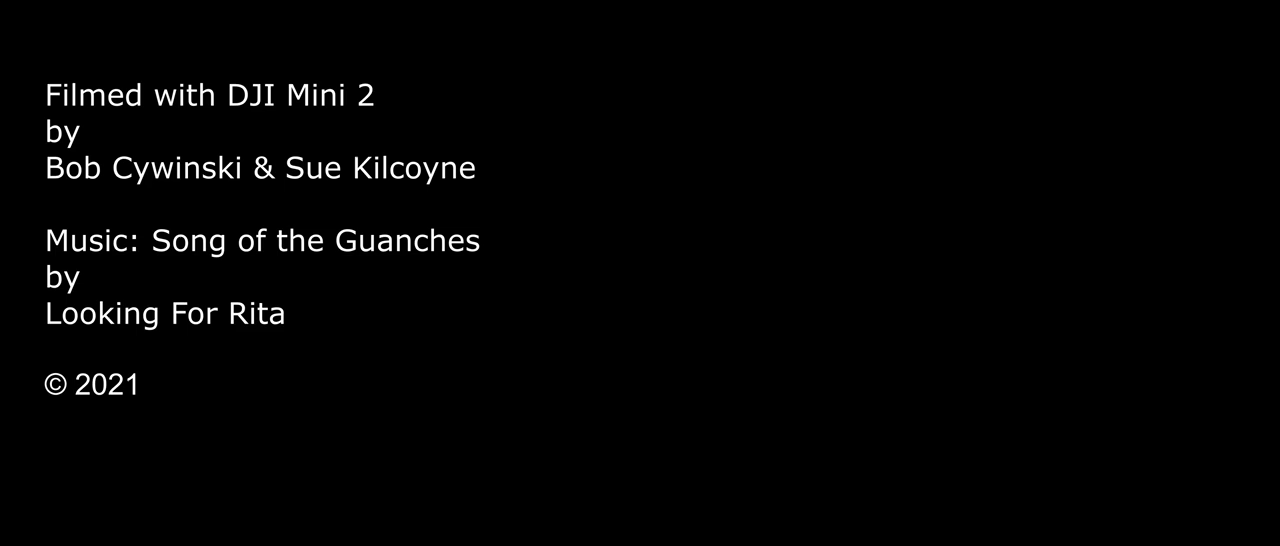 Filmed with DJI Mini 2
by
Bob Cywinski & Sue Kilcoyne
Music: Song of the Guanches
by
Looking For Rita
© 2021